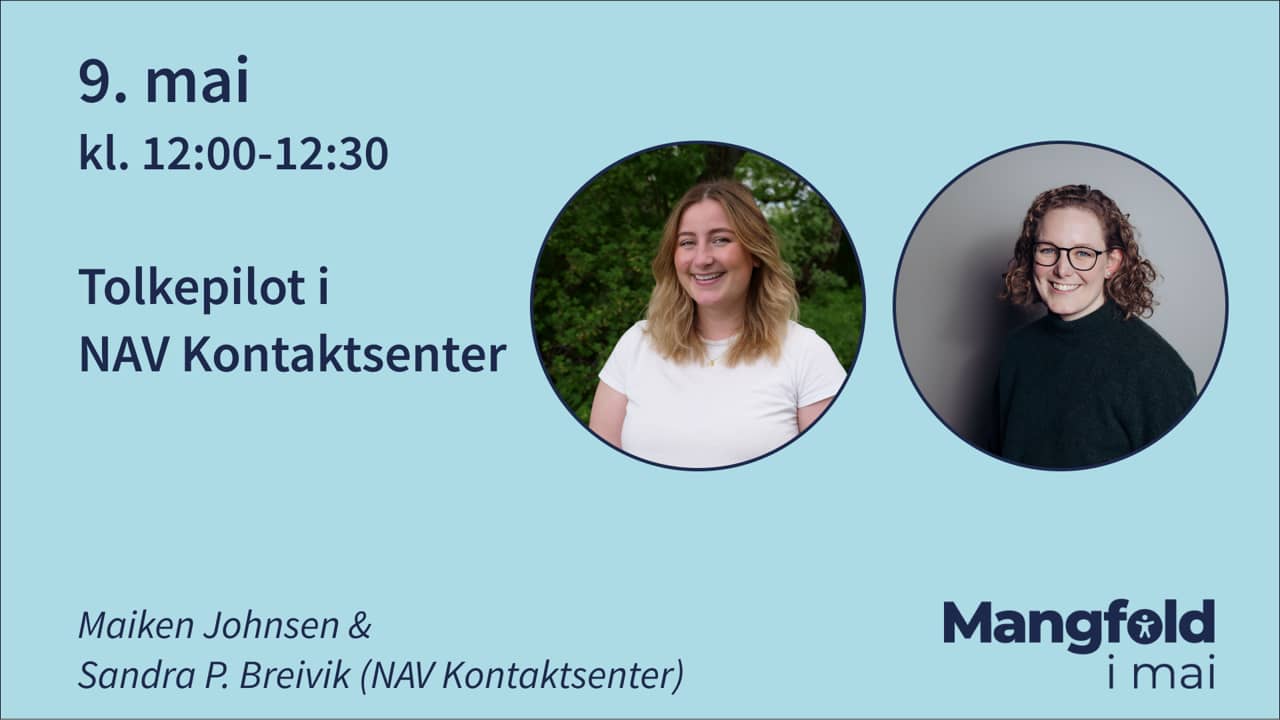 9. mai
kl. 12:00-12:30
Tolkepilot i
NAV Kontaktsenter
Maiken Johnsen &
Sandra P. Breivik (NAV Kontaktsenter)
Mangfold
i mai